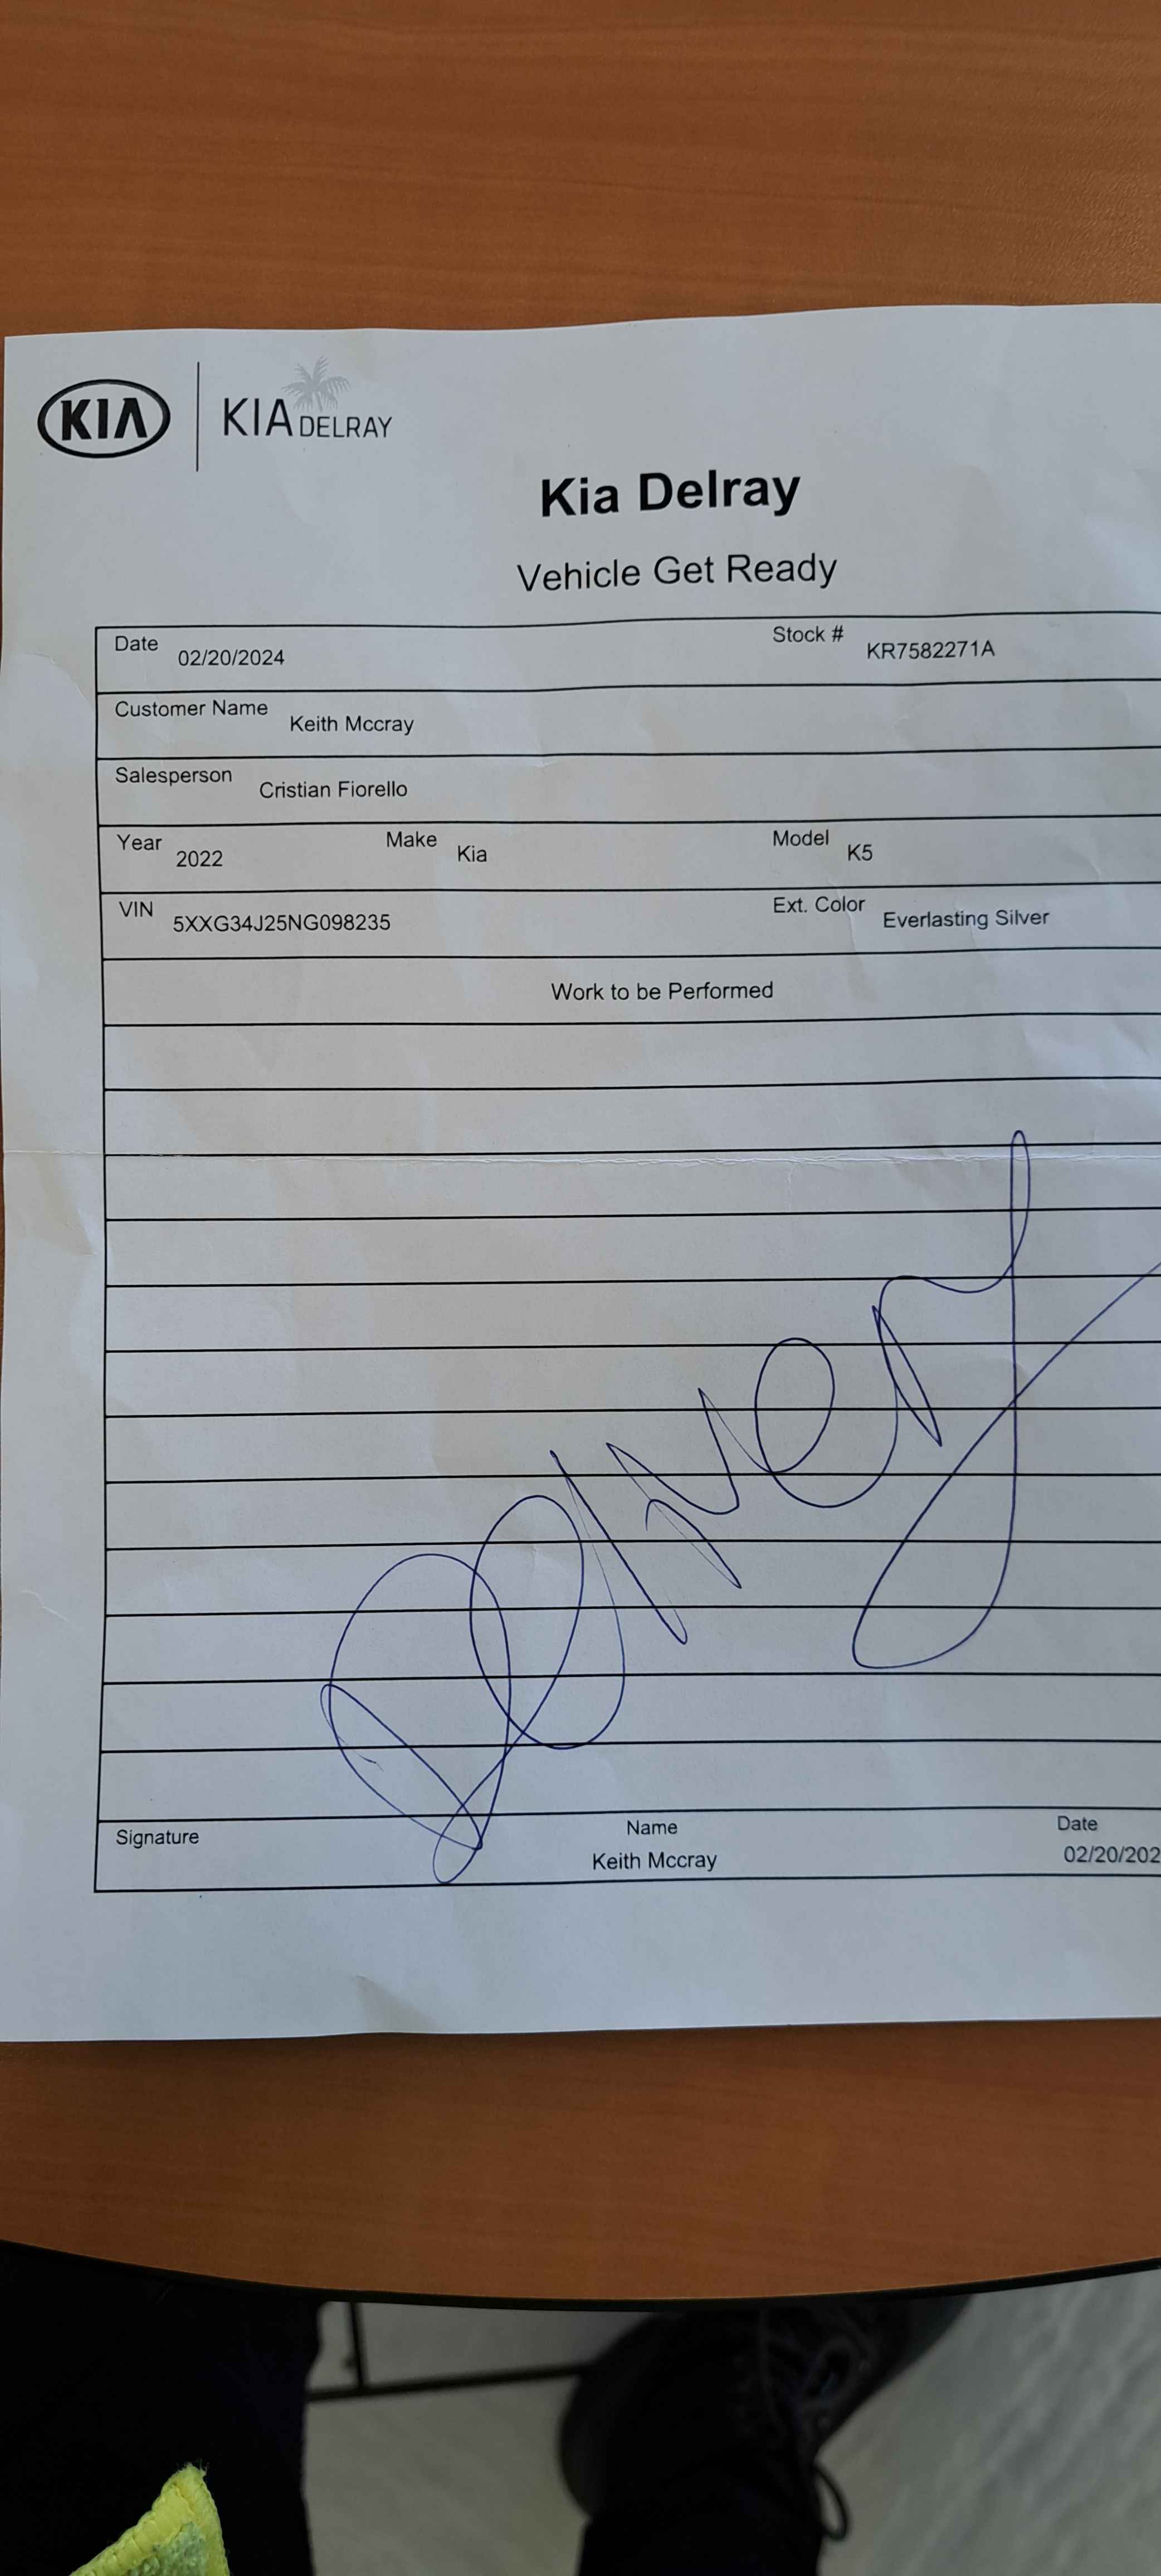 KIA KIA DELRAY
Kia Delray
Vehicle Get Ready
Date 02/20/2024 Stock # KR7582271A
Customer Name Keith Mccray
Salesperson Cristian Fiorello
Year 2022 Make Kia Model K5
VIN 5XXG34J25NG098235 Ext. Color Everlasting Silver
Work to be Performed
Delivery
Signature Name Date
Keith Mccray 02/20/202